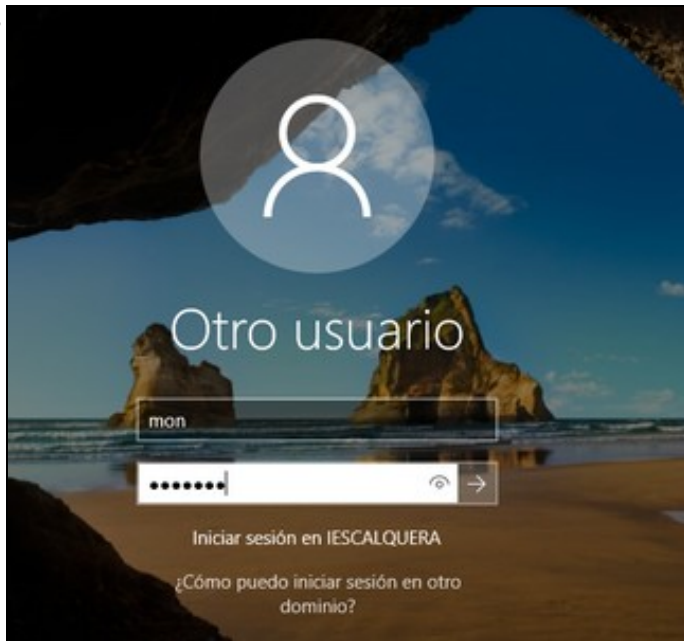 Otro usuario
mon
•••••••
Iniciar sesión en IESCALQUERA
¿Cómo puedo iniciar sesión en otro
dominio?